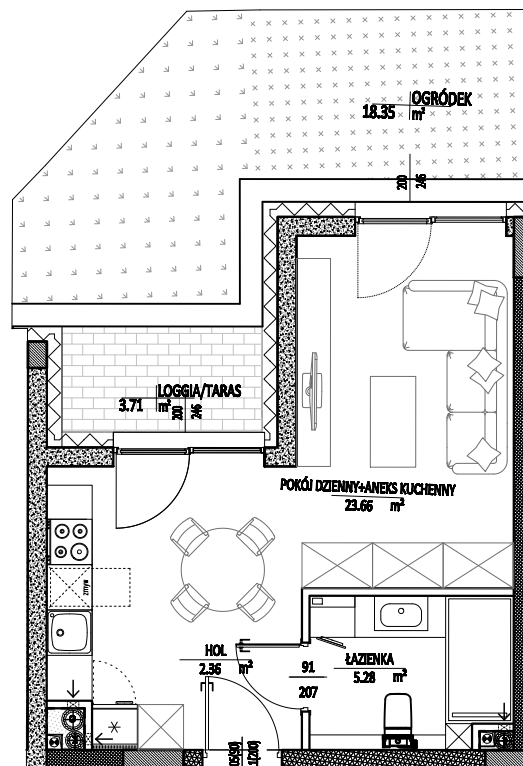 OGRÓDEK
18.35 m²
200
246
LOGGIA/TARAS
3.71 m²
200
246
POKÓJ DZIENNY+ANEKS KUCHENNY
23.66 m²
zmyw
HOL
2.36 m²
91
207
ŁAZIENKA
5.28 m²